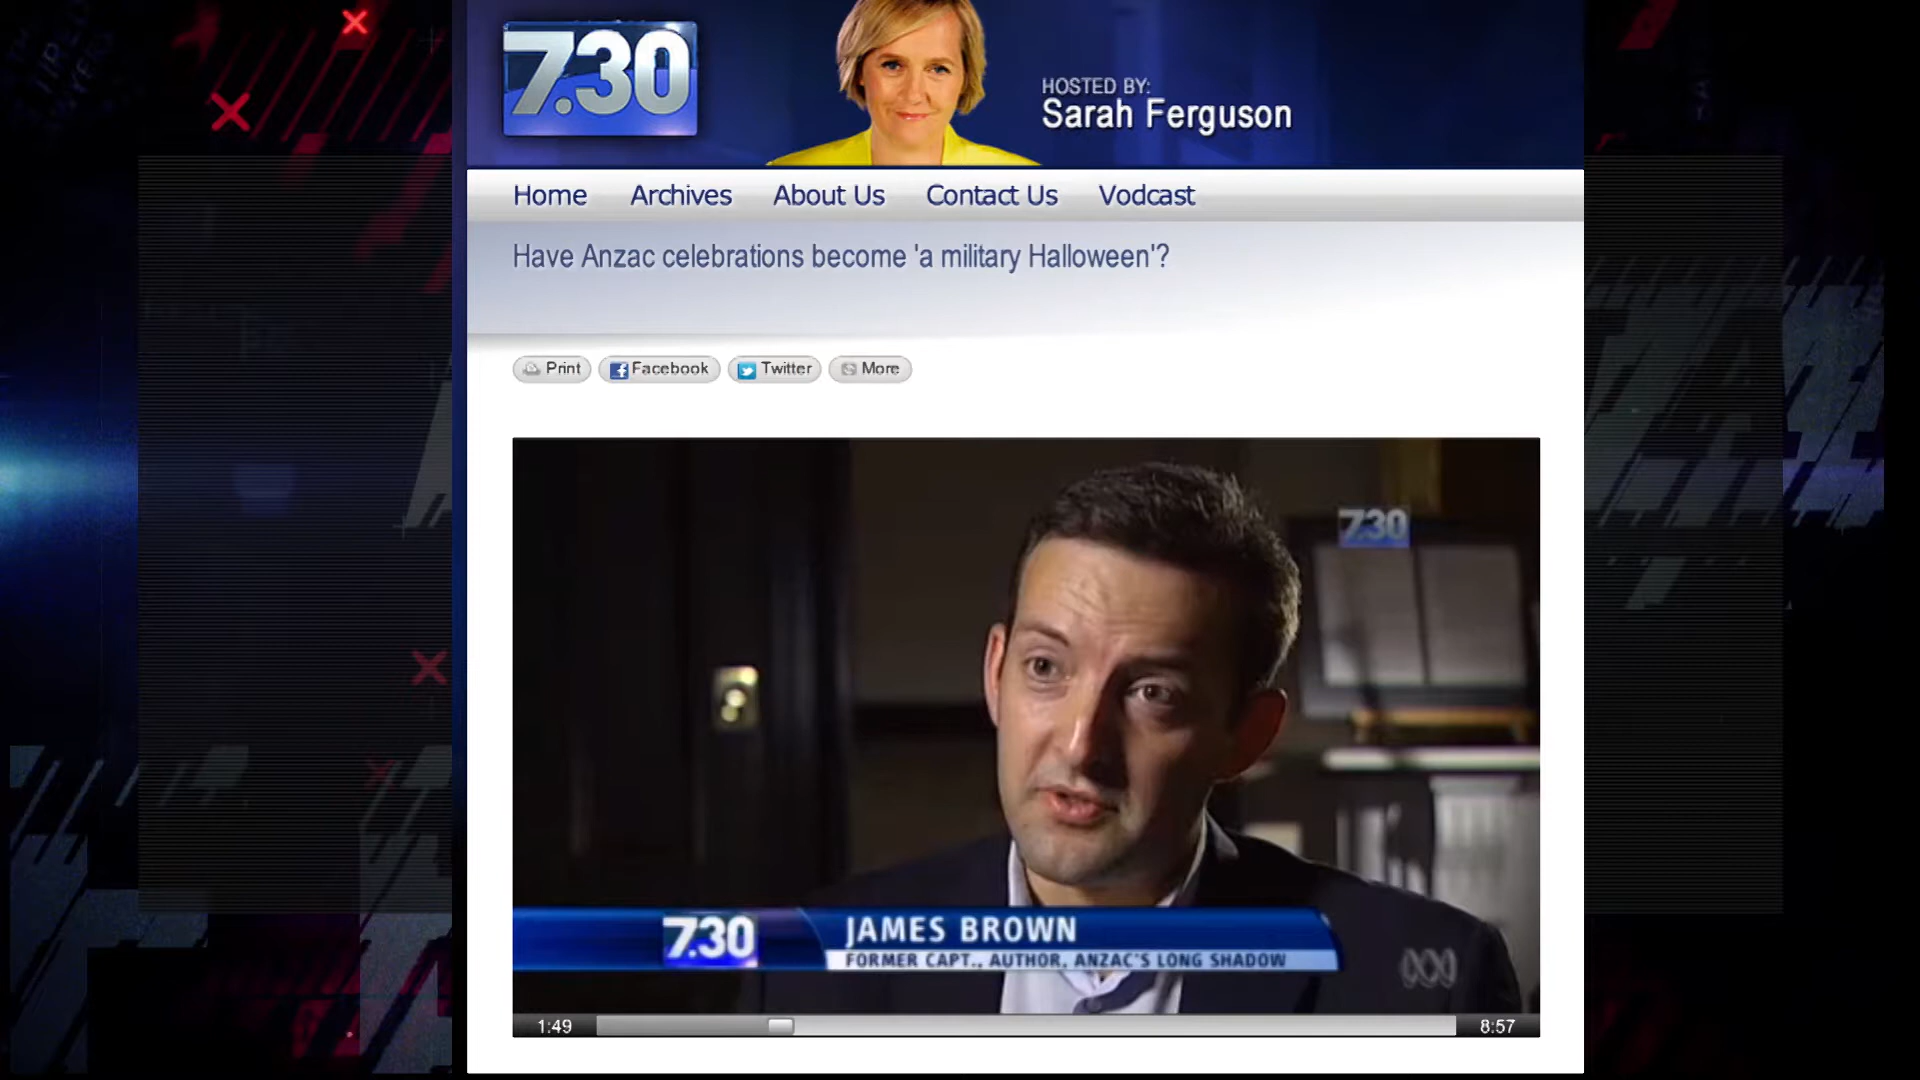 7.30
HOSTED BY:
Sarah Ferguson
Home Archives About Us Contact Us Vodcast
Have Anzac celebrations become 'a military Halloween'?
Print Facebook Twitter More
7.30
7.30 JAMES BROWN
FORMER CAPT., AUTHOR, ANZAC'S LONG SHADOW
1:49 8:57